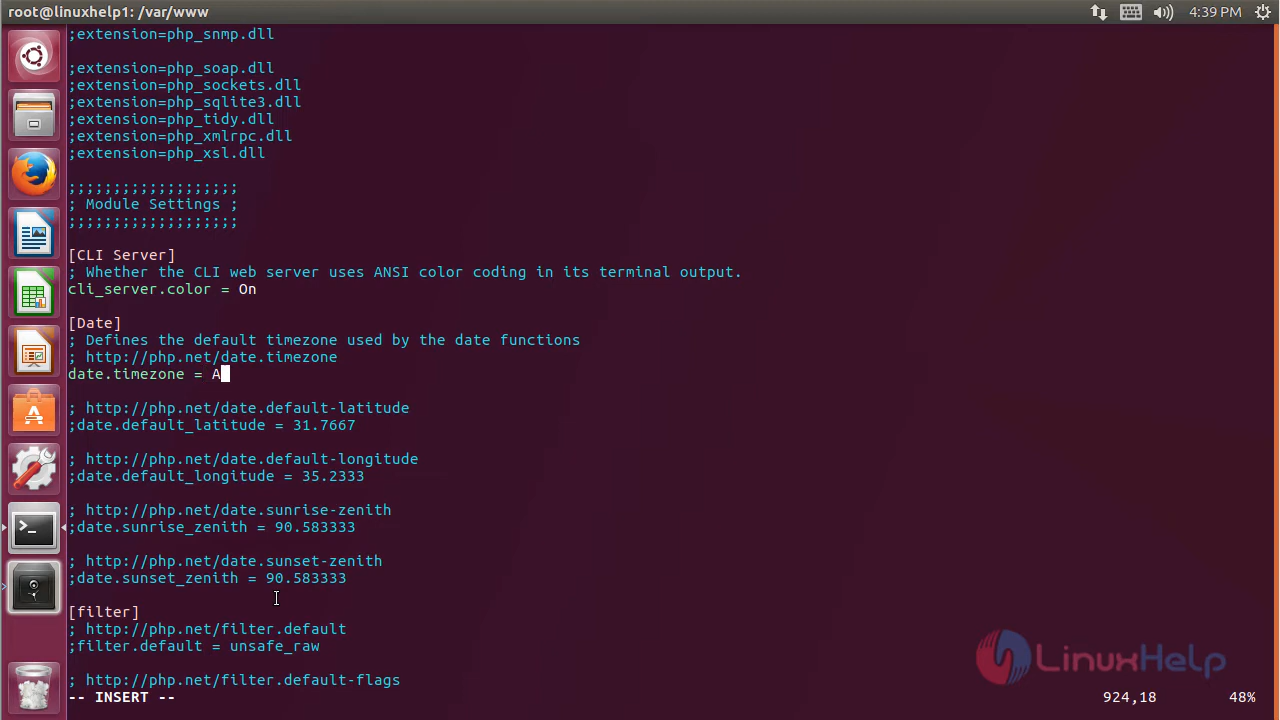 root@linuxhelp1: /var/www
4:39 PM
;extension=php_snmp.dll
;extension=php_soap.dll
;extension=php_sockets.dll
;extension=php_sqlite3.dll
;extension=php_tidy.dll
;extension=php_xmlrpc.dll
;extension=php_xsl.dll
;;;;;;;;;;;;;;;;;;;
; Module Settings ;
;;;;;;;;;;;;;;;;;;;
[CLI Server]
; Whether the CLI web server uses ANSI color coding in its terminal output.
cli_server.color = On
[Date]
; Defines the default timezone used by the date functions
; http://php.net/date.timezone
date.timezone = A
; http://php.net/date.default-latitude
;date.default_latitude = 31.7667
; http://php.net/date.default-longitude
;date.default_longitude = 35.2333
; http://php.net/date.sunrise-zenith
;date.sunrise_zenith = 90.583333
; http://php.net/date.sunset-zenith
;date.sunset_zenith = 90.583333
[filter]
; http://php.net/filter.default
;filter.default = unsafe_raw
; http://php.net/filter.default-flags
LinuxHelp
-- INSERT --
924,18
48%